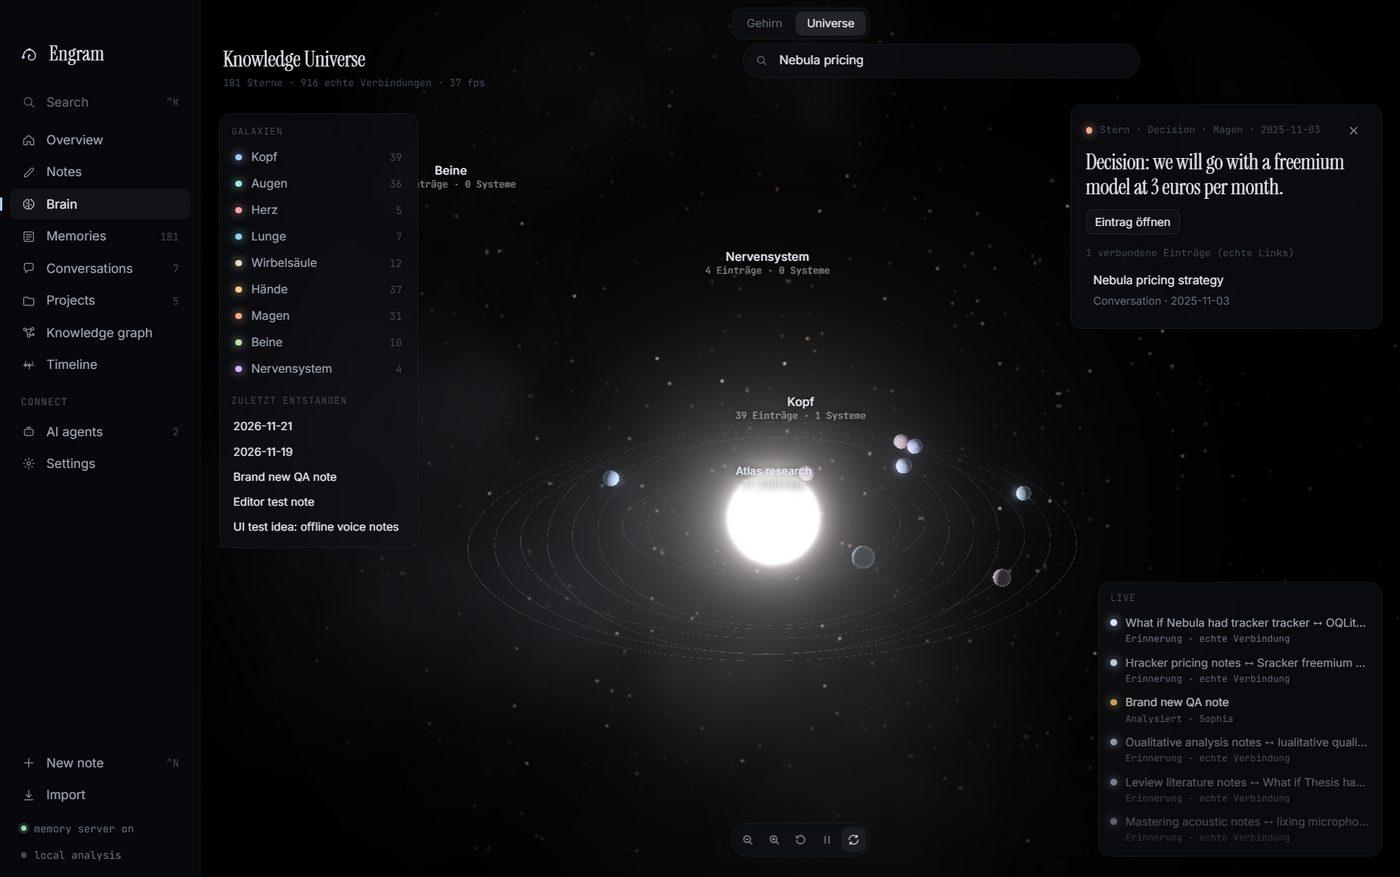 Engram
Search ^K
Overview
Notes
Brain
Memories 181
Conversations 7
Projects 5
Knowledge graph
Timeline
CONNECT
AI agents 2
Settings
New note ^N
Import
memory server on
local analysis
Gehirn Universe
Knowledge Universe
181 Sterne · 916 echte Verbindungen · 37 fps
Nebula pricing
GALAXIEN
Kopf 39
Augen 36
Herz 5
Lunge 7
Wirbelsäule 12
Hände 37
Magen 31
Beine 10
Nervensystem 4
ZULETZT ENTSTANDEN
2026-11-21
2026-11-19
Brand new QA note
Editor test note
UI test idea: offline voice notes
Beine
nträge · 0 Systeme
Nervensystem
4 Einträge · 0 Systeme
Kopf
39 Einträge · 1 Systeme
Atlas research
Stern · Decision · Magen · 2025-11-03
Decision: we will go with a freemium
model at 3 euros per month.
Eintrag öffnen
1 verbundene Einträge (echte Links)
Nebula pricing strategy
Conversation · 2025-11-03
LIVE
What if Nebula had tracker tracker ↔ OQLit...
Erinnerung · echte Verbindung
Hracker pricing notes ↔ Sracker freemium ...
Erinnerung · echte Verbindung
Brand new QA note
Analysiert · Sophia
Oualitative analysis notes ↔ lualitative quali...
Erinnerung · echte Verbindung
Leview literature notes ↔ What if Thesis ha...
Erinnerung · echte Verbindung
Mastering acoustic notes ↔ lixing micropho...
Erinnerung · echte Verbindung